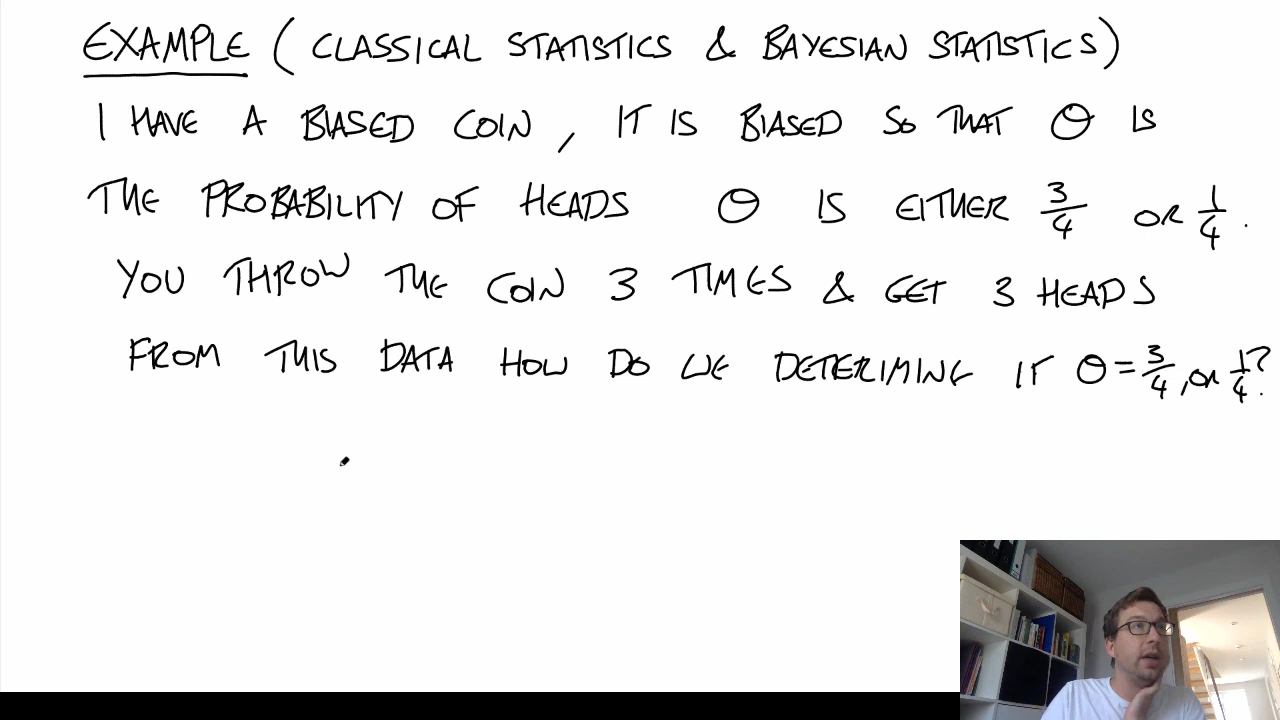 EXAMPLE (CLASSICAL STATISTICS & BAYESIAN STATISTICS)
I HAVE A BIASED COIN, IT IS BIASED SO THAT Θ IS
THE PROBABILITY OF HEADS Θ IS EITHER 3/4 OR 1/4.
YOU THROW THE COIN 3 TIMES & GET 3 HEADS
FROM THIS DATA HOW DO WE DETERIMINE IF Θ = 3/4, OR 1/4?